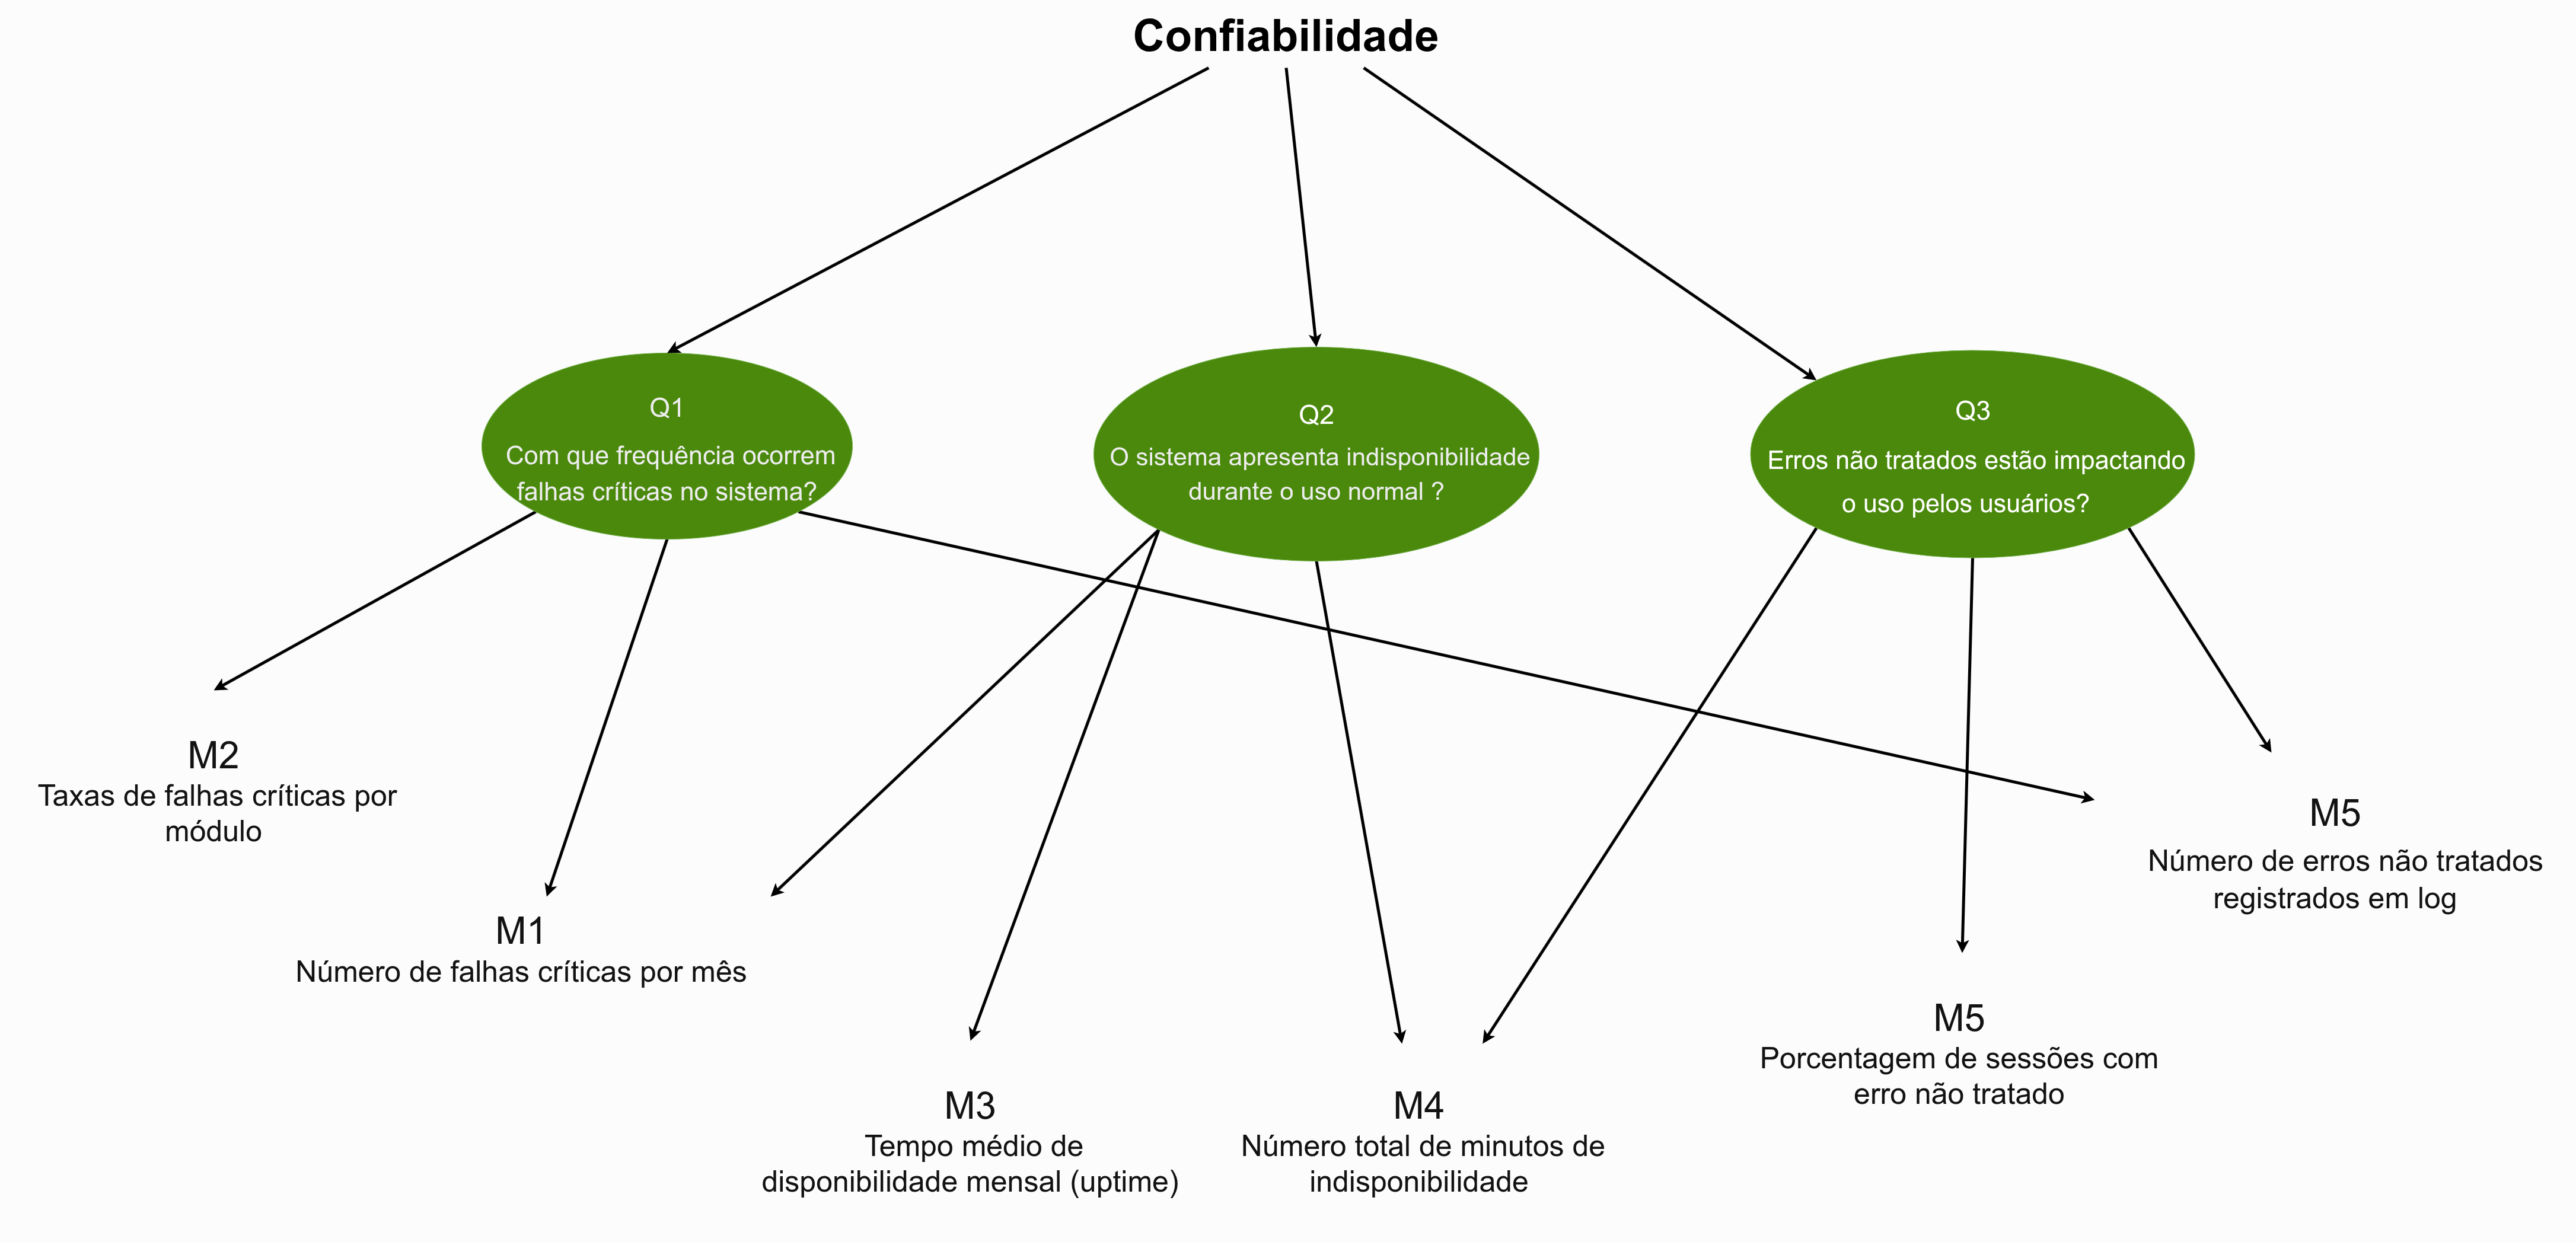 Confiabilidade
Q1
Com que frequência ocorrem
falhas críticas no sistema?
Q2
O sistema apresenta indisponibilidade
durante o uso normal ?
Q3
Erros não tratados estão impactando
o uso pelos usuários?
M2
Taxas de falhas críticas por
módulo
M1
Número de falhas críticas por mês
M3
Tempo médio de
disponibilidade mensal (uptime)
M4
Número total de minutos de
indisponibilidade
M5
Porcentagem de sessões com
erro não tratado
M5
Número de erros não tratados
registrados em log